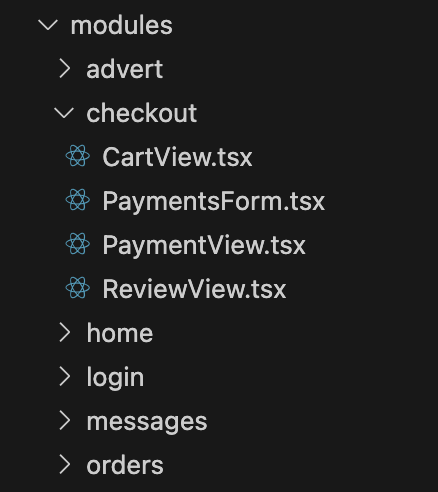 modules
advert
checkout
CartView.tsx
PaymentsForm.tsx
PaymentView.tsx
ReviewView.tsx
home
login
messages
orders